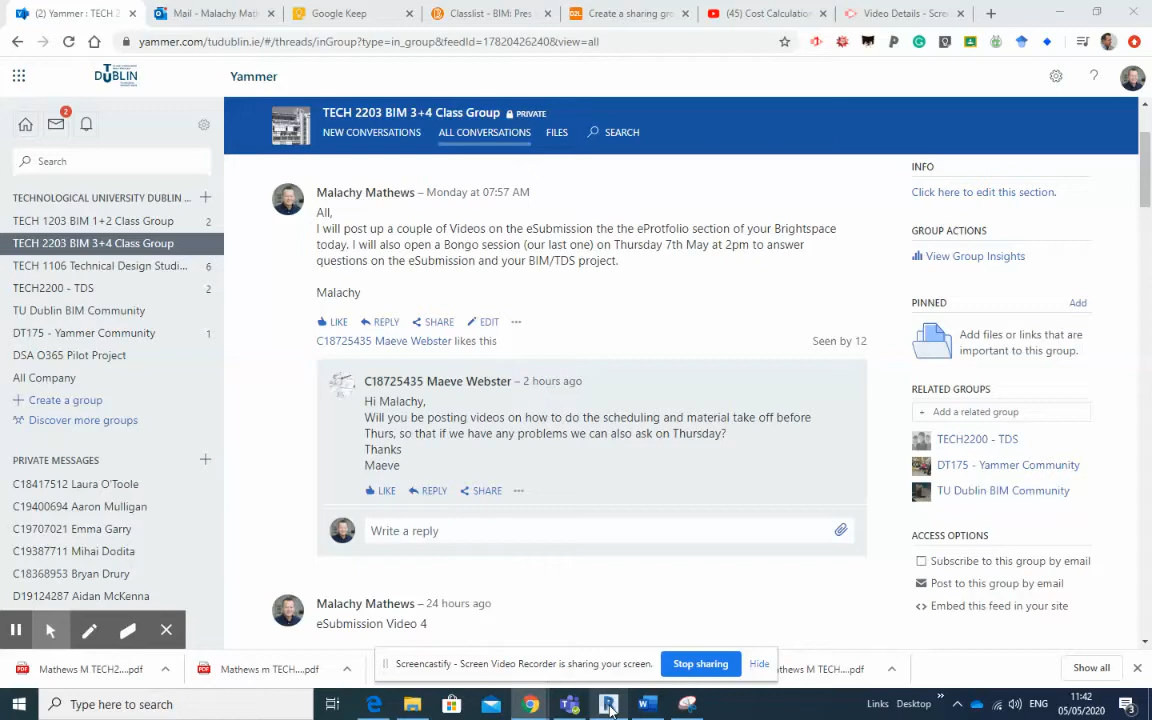 (2) Yammer : TECH 2
Mail - Malachy Mat
Google Keep
Classlist - BIM: Pres
Create a sharing gro
(45) Cost Calculation
Video Details - Scre
yammer.com/tudublin.ie/#/threads/inGroup?type=in_group&feedId=17820426240&view=all
DUBLIN
Yammer
2
Search
TECHNOLOGICAL UNIVERSITY DUBLIN ...
TECH 1203 BIM 1+2 Class Group 2
TECH 2203 BIM 3+4 Class Group
TECH 1106 Technical Design Studi... 6
TECH2200 - TDS 2
TU Dublin BIM Community
DT175 - Yammer Community 1
DSA O365 Pilot Project
All Company
Create a group
Discover more groups
PRIVATE MESSAGES
C18417512 Laura O'Toole
C19400694 Aaron Mulligan
C19707021 Emma Garry
C19387711 Mihai Dodita
C18368953 Bryan Drury
D19124287 Aidan McKenna
TECH 2203 BIM 3+4 Class Group PRIVATE
NEW CONVERSATIONS ALL CONVERSATIONS FILES SEARCH
Malachy Mathews – Monday at 07:57 AM
All,
I will post up a couple of Videos on the eSubmission the the eProtfolio section of your Brightspace
today. I will also open a Bongo session (our last one) on Thursday 7th May at 2pm to answer
questions on the eSubmission and your BIM/TDS project.
Malachy
LIKE REPLY SHARE EDIT ...
C18725435 Maeve Webster likes this
Seen by 12
C18725435 Maeve Webster – 2 hours ago
Hi Malachy,
Will you be posting videos on how to do the scheduling and material take off before
Thurs, so that if we have any problems we can also ask on Thursday?
Thanks
Maeve
LIKE REPLY SHARE ...
Write a reply
Malachy Mathews – 24 hours ago
eSubmission Video 4
INFO
Click here to edit this section.
GROUP ACTIONS
View Group Insights
PINNED Add
Add files or links that are
important to this group.
RELATED GROUPS
+ Add a related group
TECH2200 - TDS
DT175 - Yammer Community
TU Dublin BIM Community
ACCESS OPTIONS
Subscribe to this group by email
Post to this group by email
Embed this feed in your site
Screencastify - Screen Video Recorder is sharing your screen. Stop sharing Hide
Mathews M TECH2....pdf
Mathews m TECH....pdf
thews M TECH....pdf
Show all
Type here to search
Links Desktop
ENG
11:42
05/05/2020
3